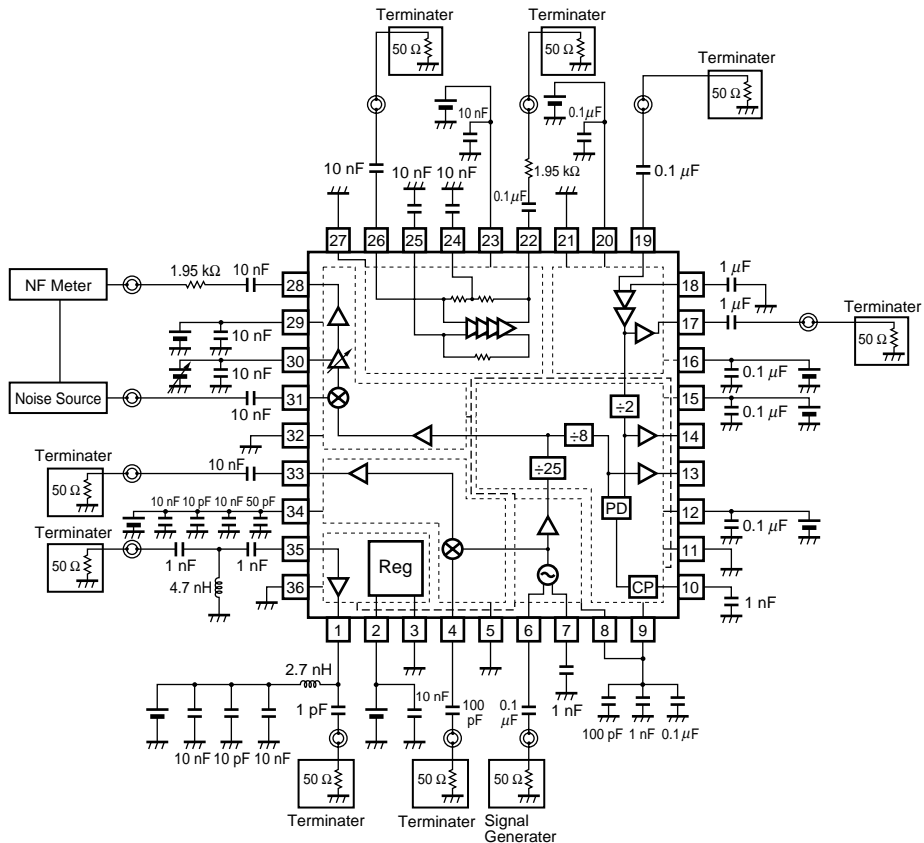 Terminater
50 Ω
Terminater
50 Ω
Terminater
50 Ω
10 nF
0.1 μF
10 nF
10 nF
10 nF
0.1 μF
1.95 kΩ
0.1 μF
27
26
25
24
23
22
21
20
19
NF Meter
1.95 kΩ
10 nF
28
18
1 μF
29
10 nF
17
1 μF
Terminater
50 Ω
30
10 nF
16
0.1 μF
Noise Source
10 nF
31
15
0.1 μF
÷2
32
÷8
14
Terminater
50 Ω
10 nF
33
÷25
13
10 nF
10 pF
10 nF
50 pF
34
PD
12
0.1 μF
Terminater
50 Ω
1 nF
1 nF
35
11
4.7 nH
36
Reg
CP
10
1 nF
1
2
3
4
5
6
7
8
9
2.7 nH
1 pF
10 nF
100 pF
0.1 μF
1 nF
100 pF
1 nF
0.1 μF
10 nF
10 pF
10 nF
50 Ω
Terminater
50 Ω
Terminater
50 Ω
Signal
Generater